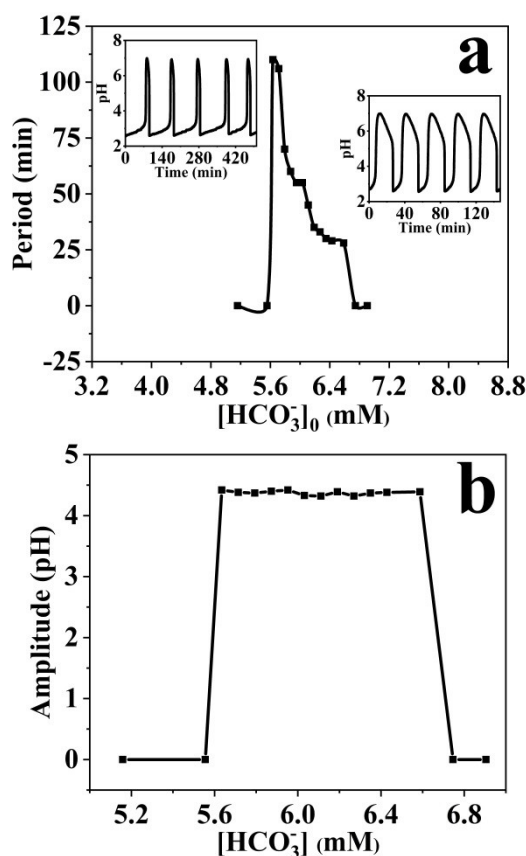 a
125
100
75
50
25
0
-25
Period (min)
3.2 4.0 4.8 5.6 6.4 7.2 8.0 8.8
[HCO₃⁻]₀ (mM)
8
6
4
2
pH
0 140 280 420
Time (min)
8
6
4
2
pH
0 40 80 120
Time (min)
b
5
4
3
2
1
0
Amplitude (pH)
5.2 5.6 6.0 6.4 6.8
[HCO₃⁻] (mM)